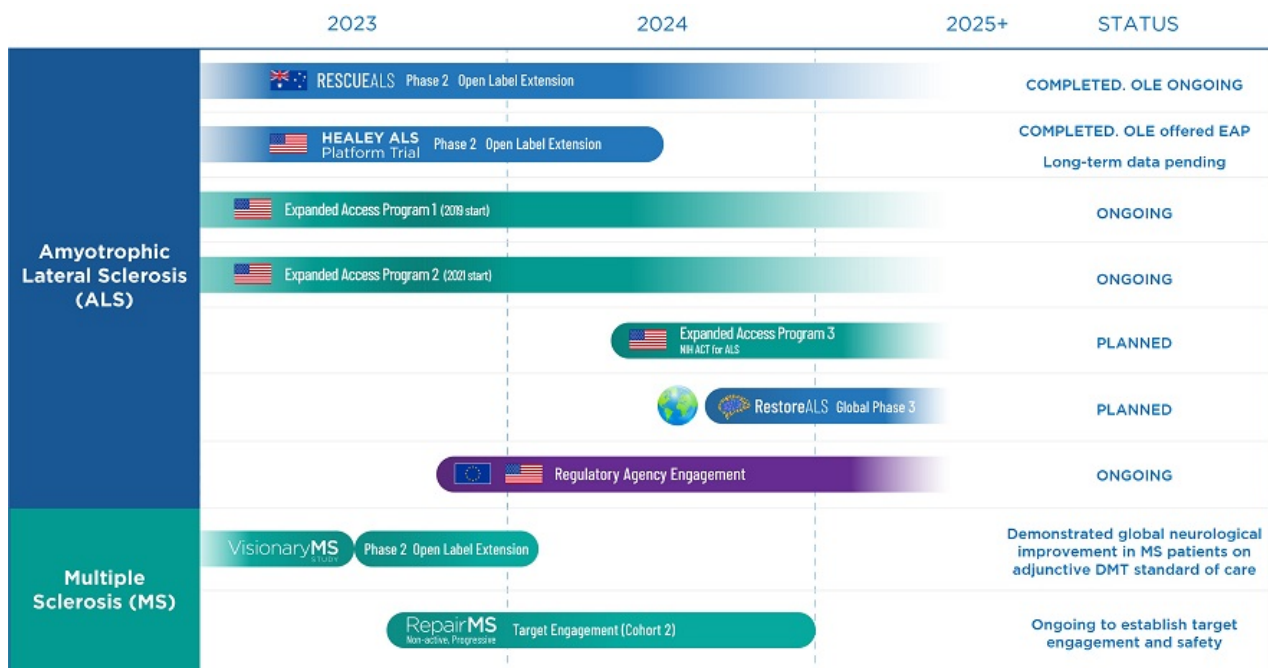 2023 2024 2025+ STATUS
Amyotrophic
Lateral Sclerosis
(ALS)
RESCUEALS Phase 2 Open Label Extension
COMPLETED. OLE ONGOING
HEALEY ALS
Platform Trial
Phase 2 Open Label Extension
COMPLETED. OLE offered EAP
Long-term data pending
Expanded Access Program 1 (2019 start)
ONGOING
Expanded Access Program 2 (2021 start)
ONGOING
Expanded Access Program 3
NIH ACT for ALS
PLANNED
RestoreALS Global Phase 3
PLANNED
Regulatory Agency Engagement
ONGOING
Multiple
Sclerosis (MS)
VisionaryMS
STUDY
Phase 2 Open Label Extension
Demonstrated global neurological
improvement in MS patients on
adjunctive DMT standard of care
RepairMS
Non-active, Progressive
Target Engagement (Cohort 2)
Ongoing to establish target
engagement and safety